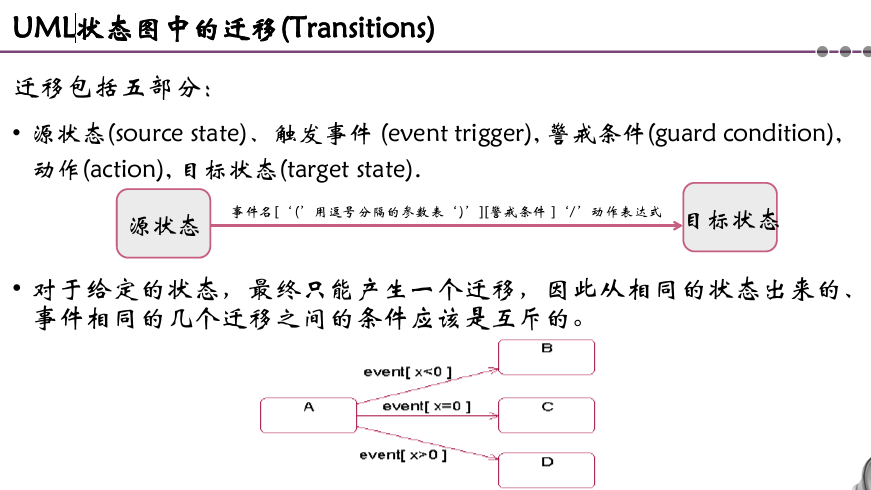 UML状态图中的迁移(Transitions)
迁移包括五部分:
• 源状态(source state)、触发事件 (event trigger), 警戒条件(guard condition),
动作(action), 目标状态(target state).
源状态
事件名[‘(’用逗号分隔的参数表‘)’][警戒条件]‘/’动作表达式
目标状态
• 对于给定的状态，最终只能产生一个迁移，因此从相同的状态出来的、
事件相同的几个迁移之间的条件应该是互斥的。
B
event[ x<0 ]
A
event[ x=0 ]
C
event[ x>0 ]
D